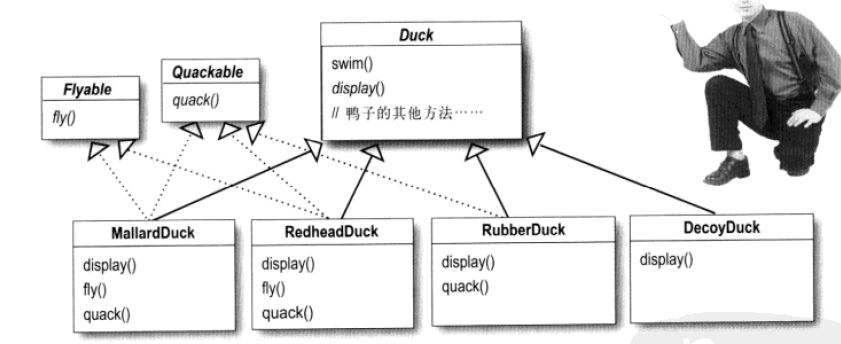 Duck
swim()
display()
// 鸭子的其他方法……
Quackable
quack()
Flyable
fly()
MallardDuck
display()
fly()
quack()
RedheadDuck
display()
fly()
quack()
RubberDuck
display()
quack()
DecoyDuck
display()